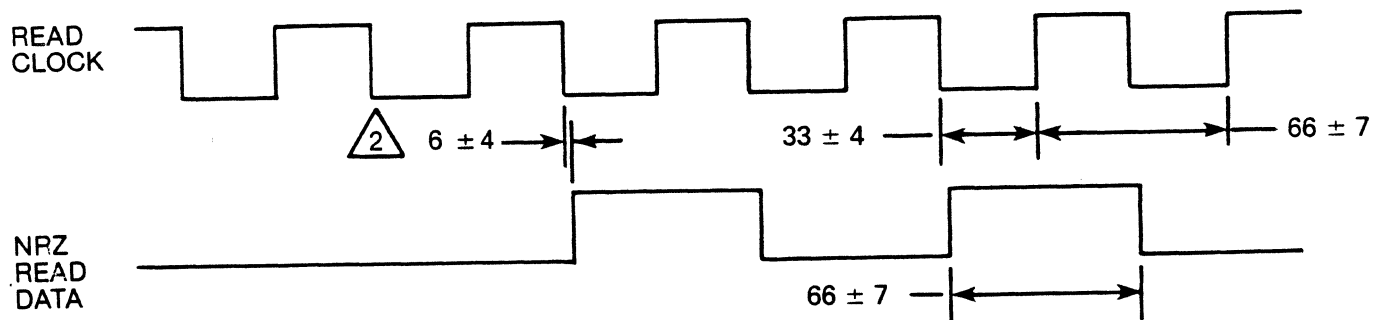 READ
CLOCK
2
6 ± 4
33 ± 4
66 ± 7
NRZ
READ
DATA
66 ± 7